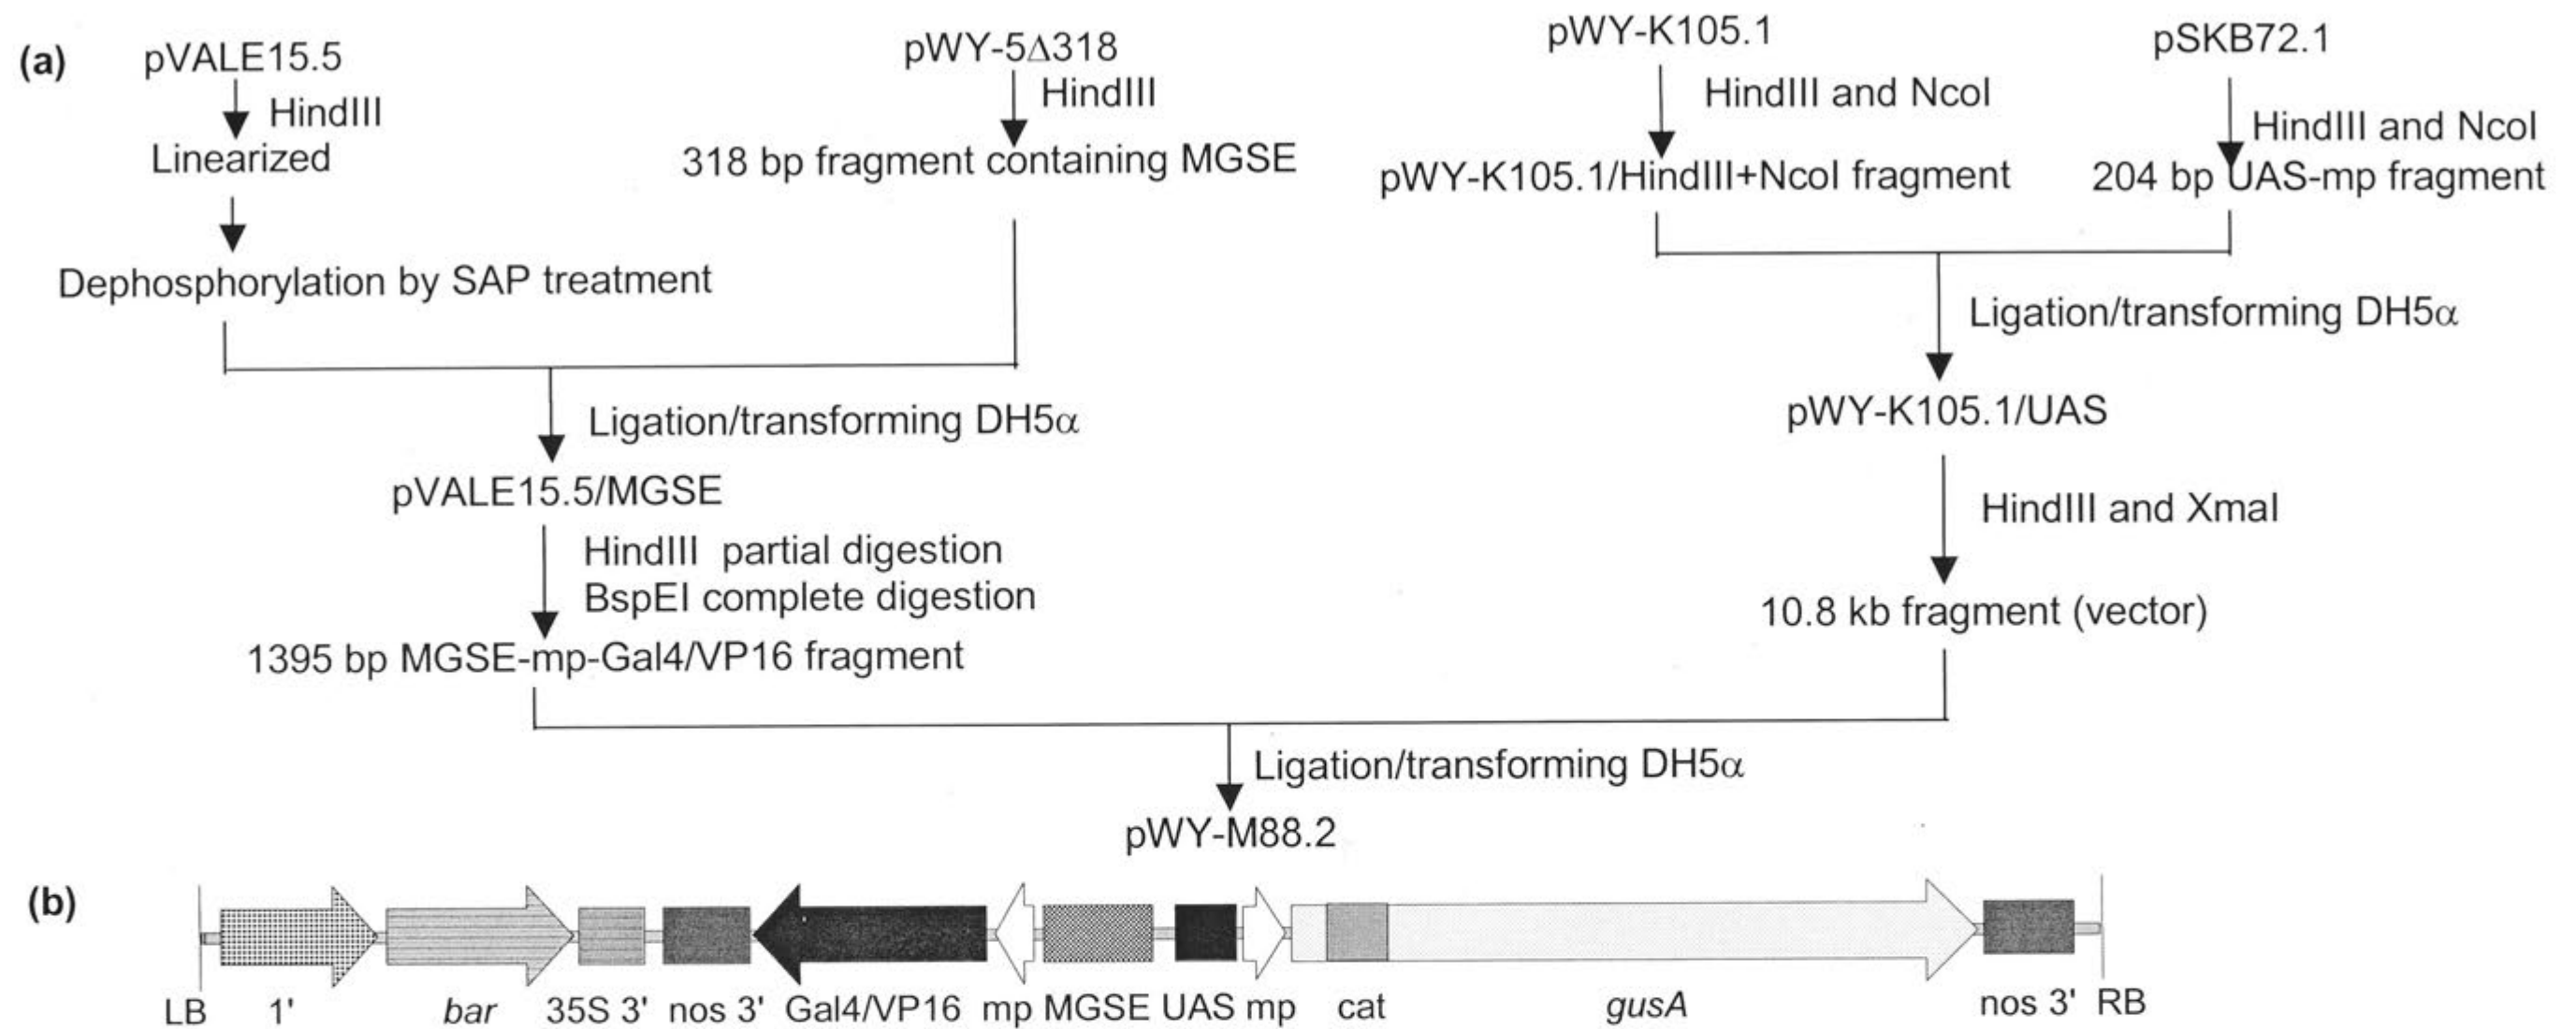 (a)
pVALE15.5
HindIII
Linearized
Dephosphorylation by SAP treatment
pWY-5Δ318
HindIII
318 bp fragment containing MGSE
Ligation/transforming DH5α
pVALE15.5/MGSE
HindIII partial digestion
BspEI complete digestion
1395 bp MGSE-mp-Gal4/VP16 fragment
pWY-K105.1
HindIII and NcoI
pWY-K105.1/HindIII+NcoI fragment
pSKB72.1
HindIII and NcoI
204 bp UAS-mp fragment
Ligation/transforming DH5α
pWY-K105.1/UAS
HindIII and XmaI
10.8 kb fragment (vector)
Ligation/transforming DH5α
pWY-M88.2
(b)
LB 1' bar 35S 3' nos 3' Gal4/VP16 mp MGSE UAS mp cat gusA nos 3' RB